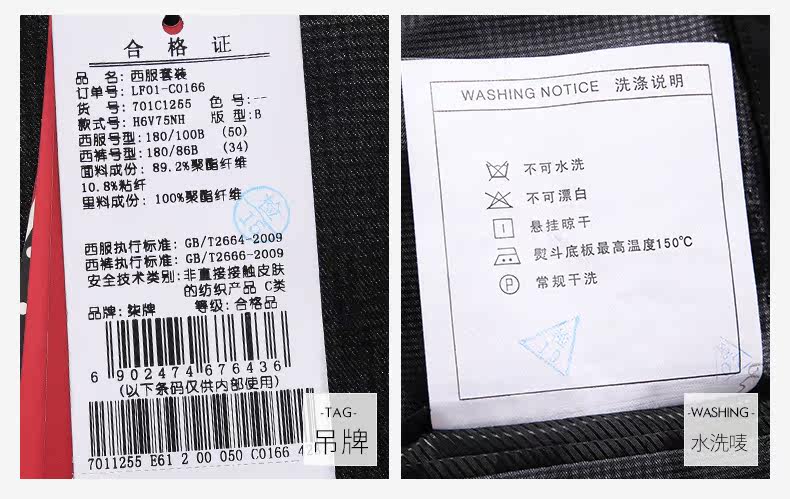 合 格 证
品 名: 西服套装
订单号: LF01-C0166
货 号: 701C1255 色 号: --
款式号: H6V75NH 版 型: B
西服号型: 180/100B (50)
西裤号型: 180/86B (34)
面料成份: 89.2%聚酯纤维
10.8%粘纤
里料成份: 100%聚酯纤维
西服执行标准: GB/T2664-2009
西裤执行标准: GB/T2666-2009
安全技术类别: 非直接接触皮肤
的纺织产品 C类
品牌: 柒牌 等级: 合格品
6 902474 676436
(以下条码仅供内部使用)
7011255 E61 2 00 050 C0166 42
-TAG-
吊牌
WASHING NOTICE 洗涤说明
不可水洗
不可漂白
悬挂晾干
熨斗底板最高温度150℃
P 常规干洗
-WASHING-
水洗唛